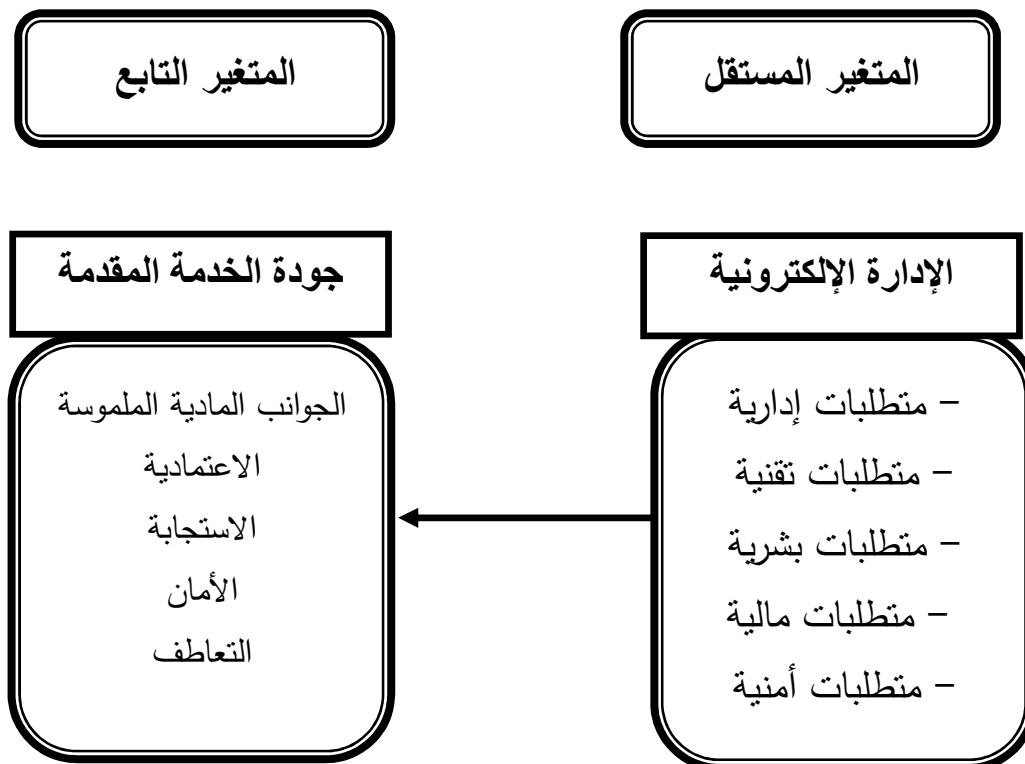 المتغير المستقل
المتغير التابع
الإدارة الإلكترونية
جودة الخدمة المقدمة
– متطلبات إدارية
– متطلبات تقنية
– متطلبات بشرية
– متطلبات مالية
– متطلبات أمنية
الجوانب المادية الملموسة
الاعتمادية
الاستجابة
الأمان
التعاطف